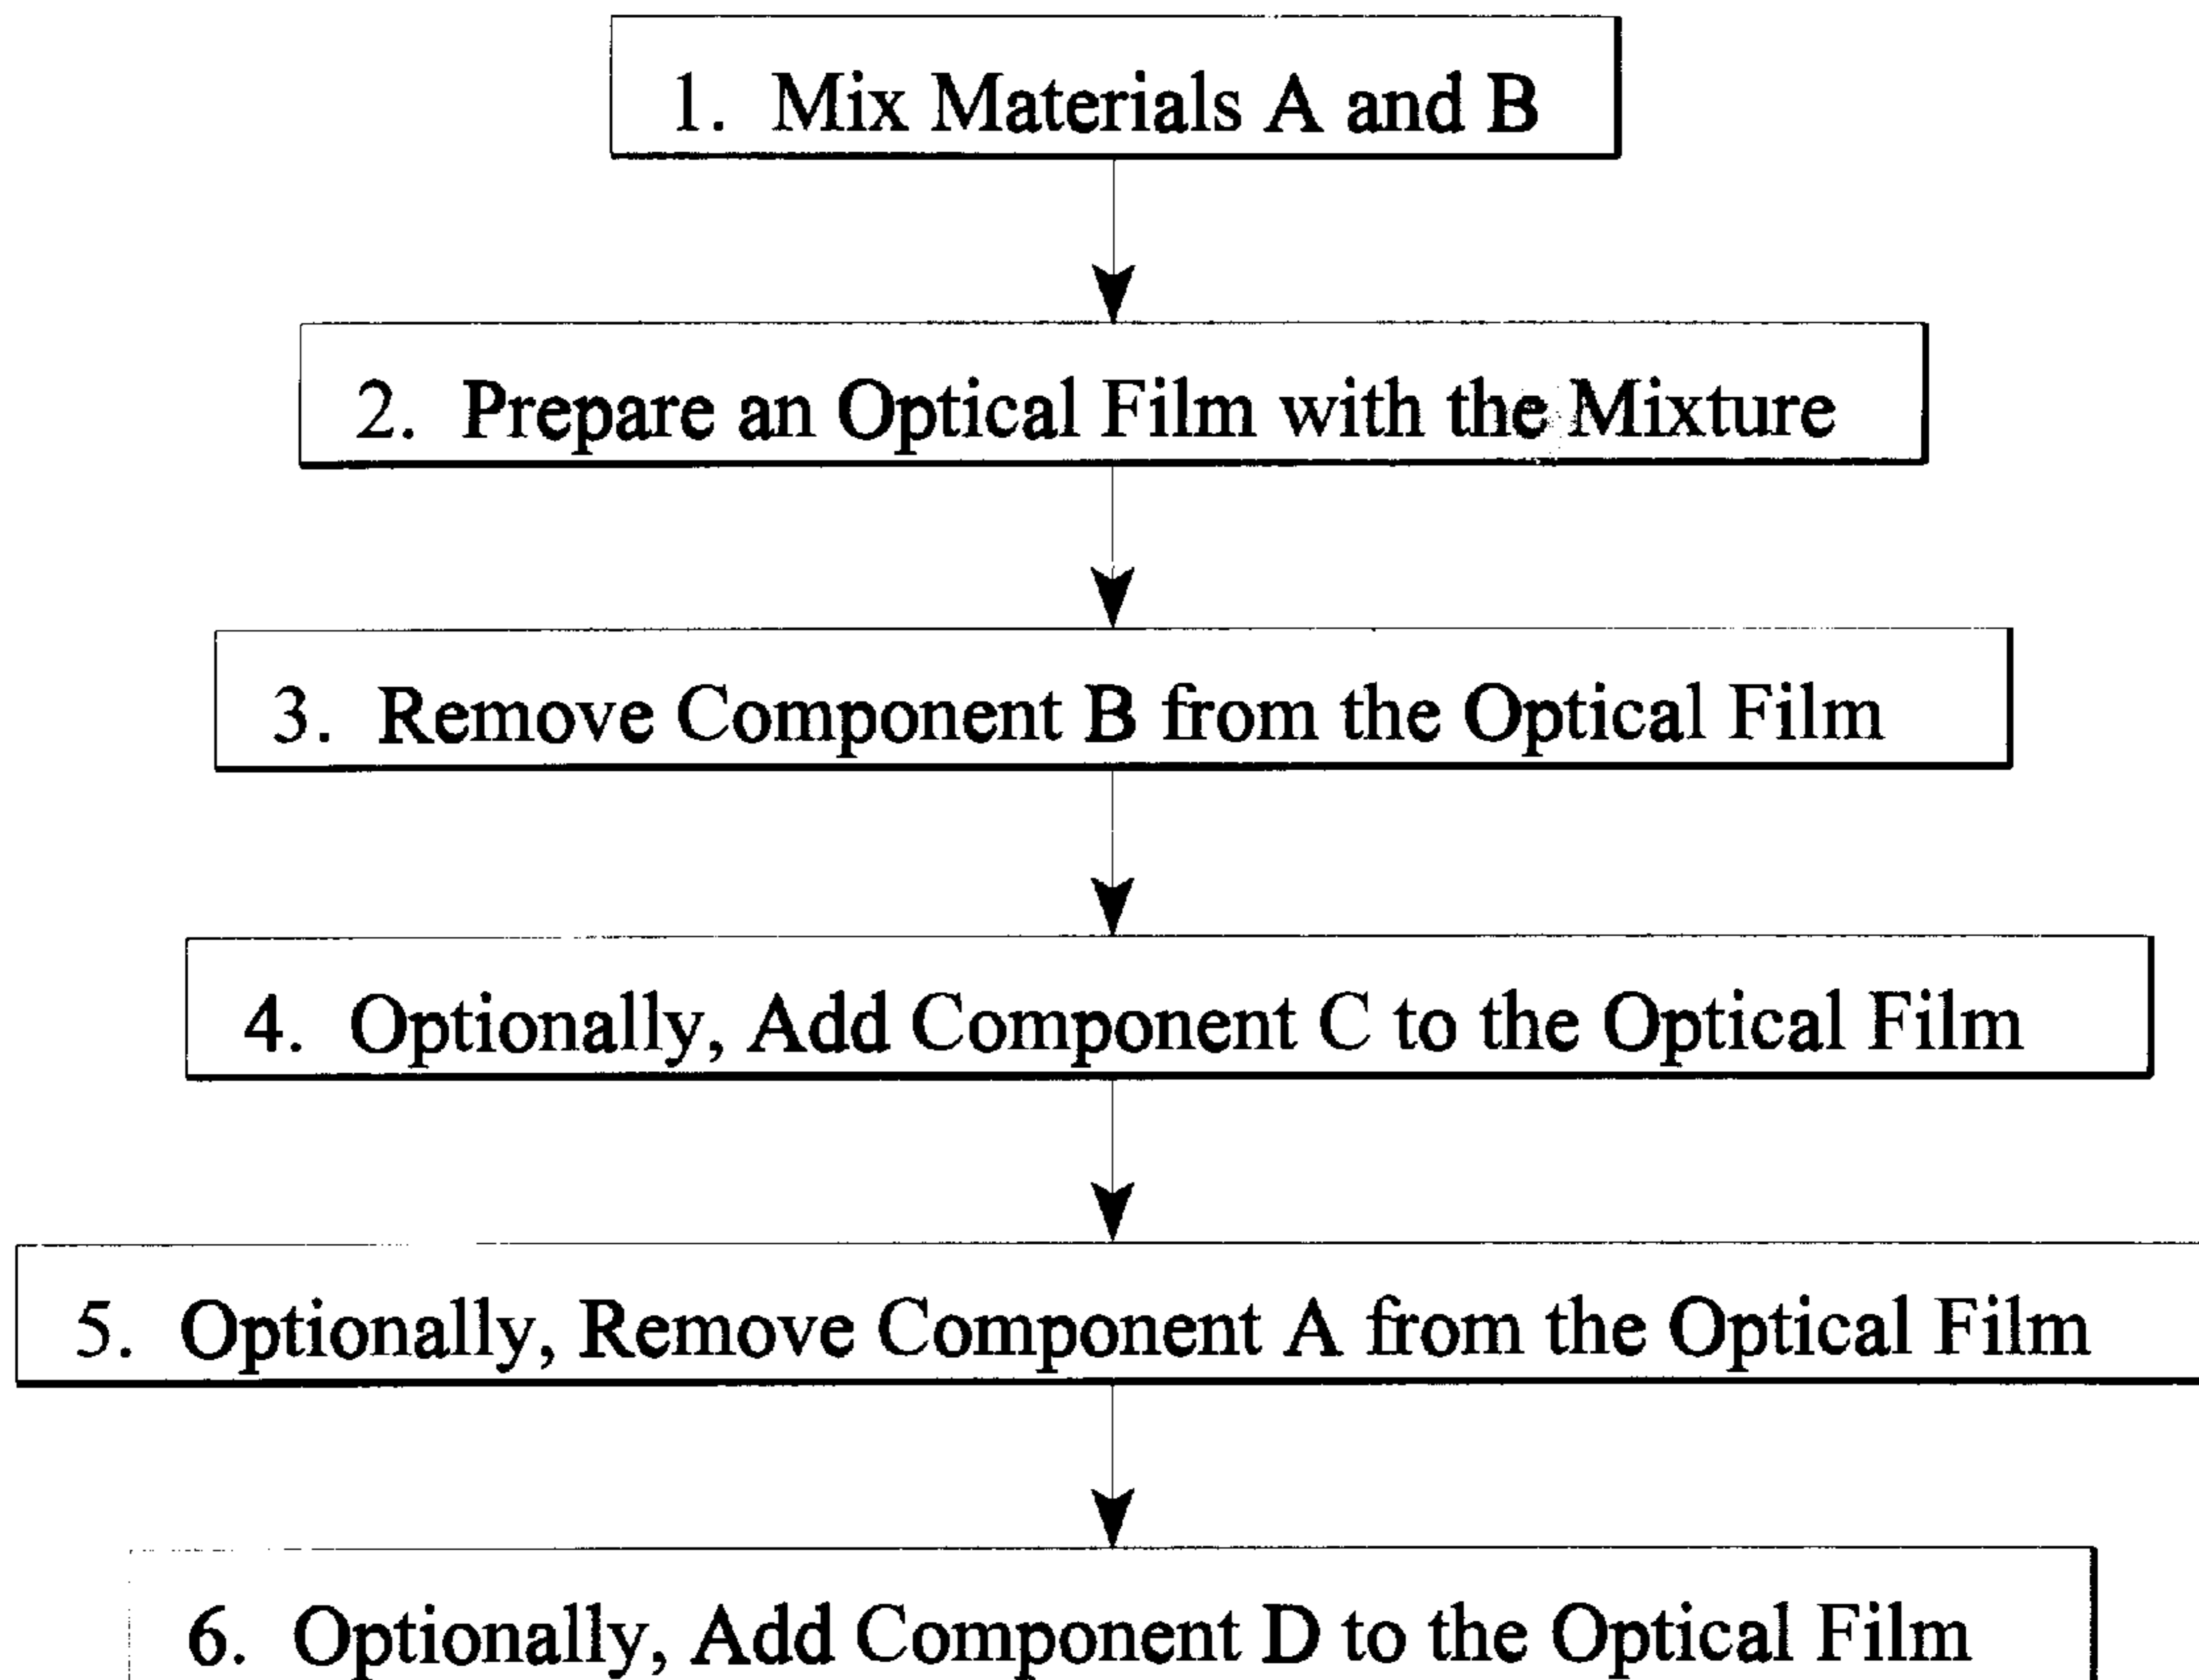 1. Mix Materials A and B
2. Prepare an Optical Film with the Mixture
3. Remove Component B from the Optical Film
4. Optionally, Add Component C to the Optical Film
5. Optionally, Remove Component A from the Optical Film
6. Optionally, Add Component D to the Optical Film